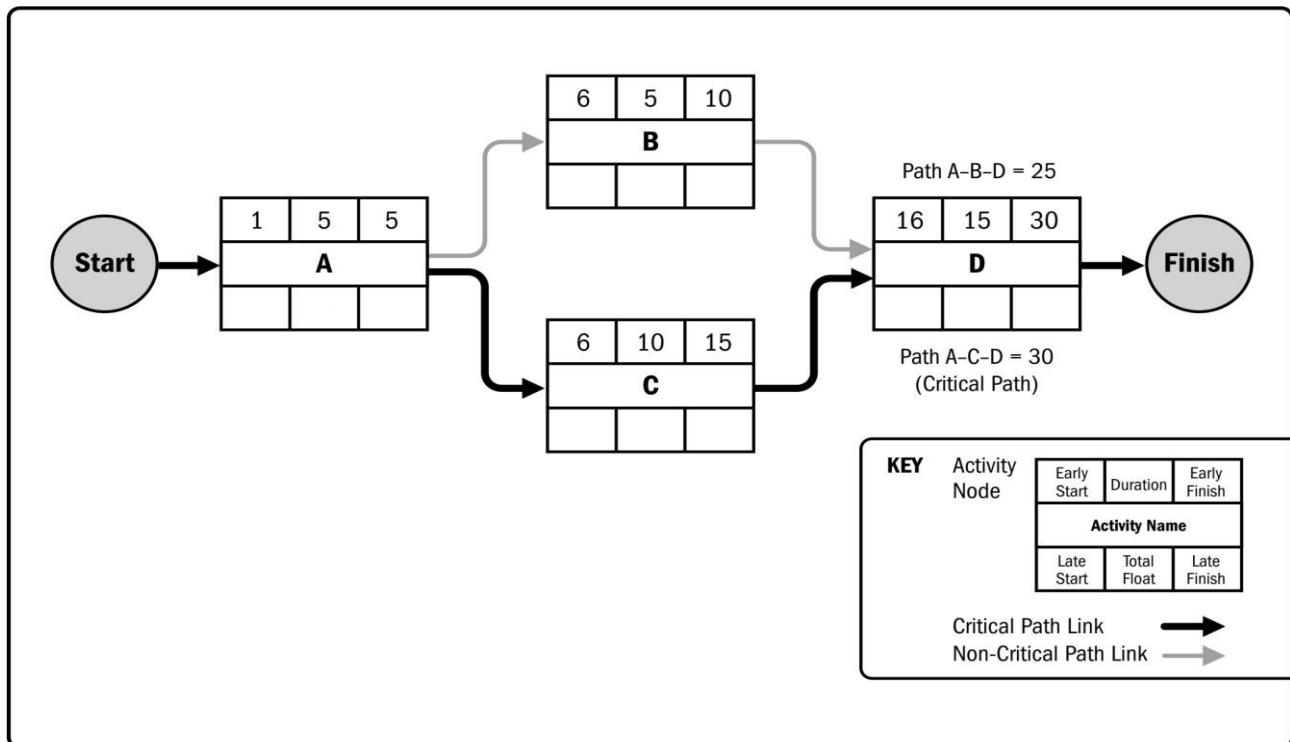 6 5 10
B
Path A–B–D = 25
1 5 5
A
Start
16 15 30
D
Finish
6 10 15
C
Path A–C–D = 30
(Critical Path)
KEY
Activity
Node
Early
Start
Duration
Early
Finish
Activity Name
Late
Start
Total
Float
Late
Finish
Critical Path Link
Non-Critical Path Link